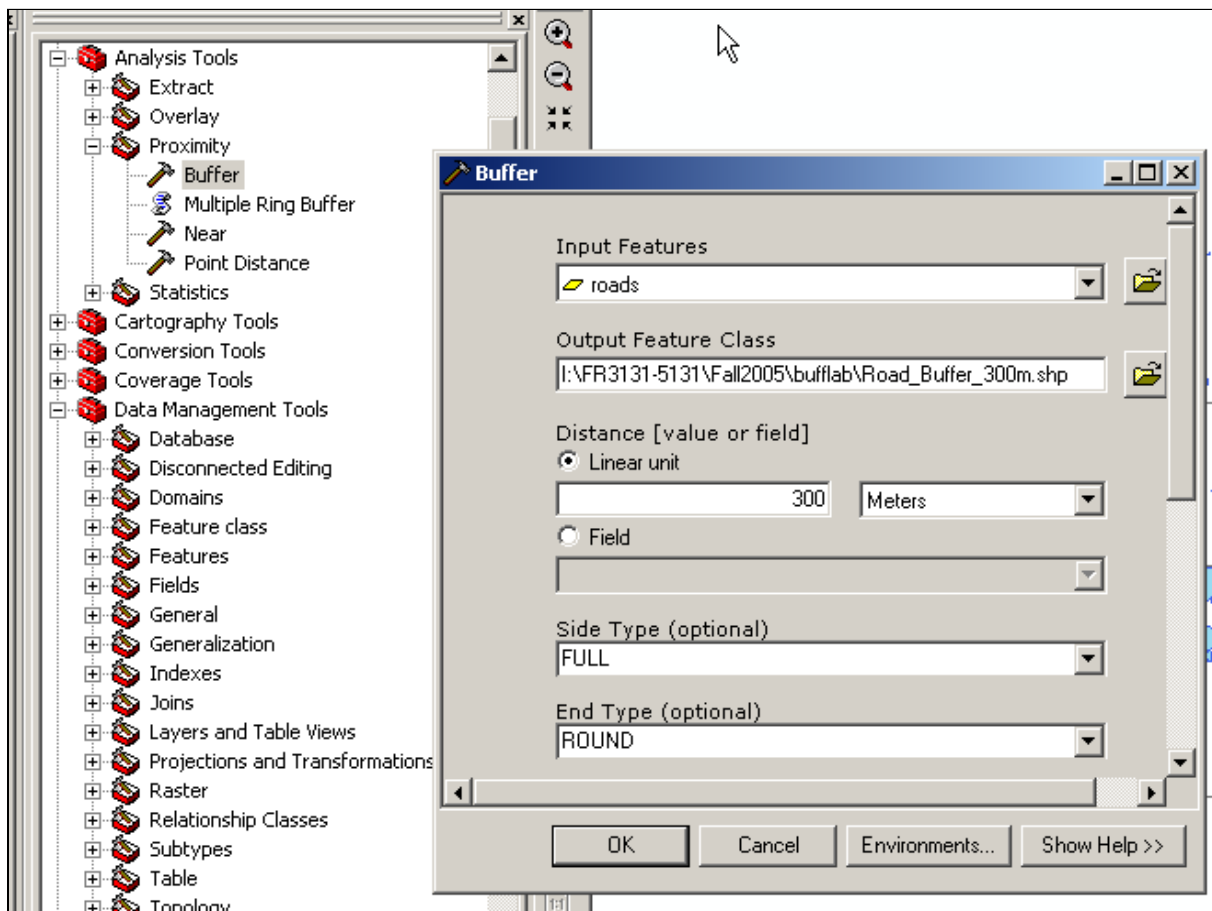 Analysis Tools
Extract
Overlay
Proximity
Buffer
Multiple Ring Buffer
Near
Point Distance
Statistics
Cartography Tools
Conversion Tools
Coverage Tools
Data Management Tools
Database
Disconnected Editing
Domains
Feature class
Features
Fields
General
Generalization
Indexes
Joins
Layers and Table Views
Projections and Transformations
Raster
Relationship Classes
Subtypes
Table
Topology
Buffer
Input Features
roads
Output Feature Class
I:\FR3131-5131\Fall2005\bufflab\Road_Buffer_300m.shp
Distance [value or field]
Linear unit
300 Meters
Field
Side Type (optional)
FULL
End Type (optional)
ROUND
OK Cancel Environments... Show Help >>
1:1